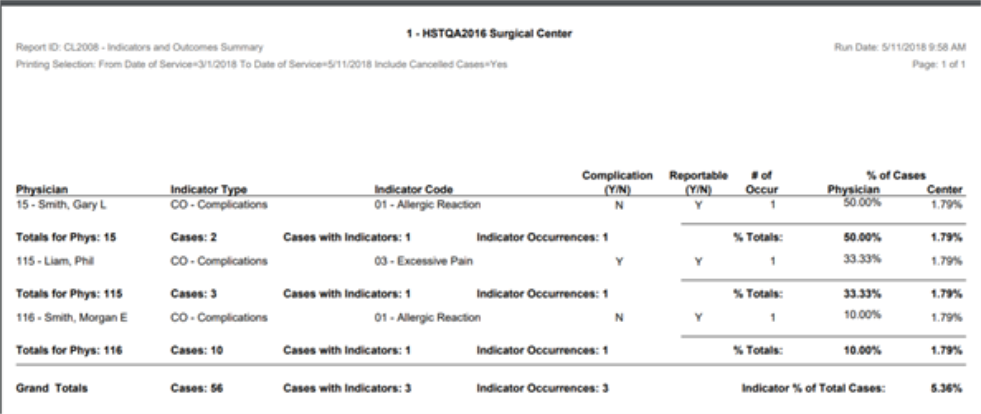 1 - HSTQA2016 Surgical Center
Report ID: CL2008 - Indicators and Outcomes Summary Run Date: 5/11/2018 9:58 AM
Printing Selection: From Date of Service=3/1/2018 To Date of Service=5/11/2018 Include Cancelled Cases=Yes Page: 1 of 1
Complication Reportable # of % of Cases
Physician Indicator Type Indicator Code (Y/N) (Y/N) Occur Physician Center
15 - Smith, Gary L CO - Complications 01 - Allergic Reaction N Y 1 50.00% 1.79%
Totals for Phys: 15 Cases: 2 Cases with Indicators: 1 Indicator Occurrences: 1 % Totals: 50.00% 1.79%
115 - Liam, Phil CO - Complications 03 - Excessive Pain Y Y 1 33.33% 1.79%
Totals for Phys: 115 Cases: 3 Cases with Indicators: 1 Indicator Occurrences: 1 % Totals: 33.33% 1.79%
116 - Smith, Morgan E CO - Complications 01 - Allergic Reaction N Y 1 10.00% 1.79%
Totals for Phys: 116 Cases: 10 Cases with Indicators: 1 Indicator Occurrences: 1 % Totals: 10.00% 1.79%
Grand Totals Cases: 56 Cases with Indicators: 3 Indicator Occurrences: 3 Indicator % of Total Cases: 5.36%